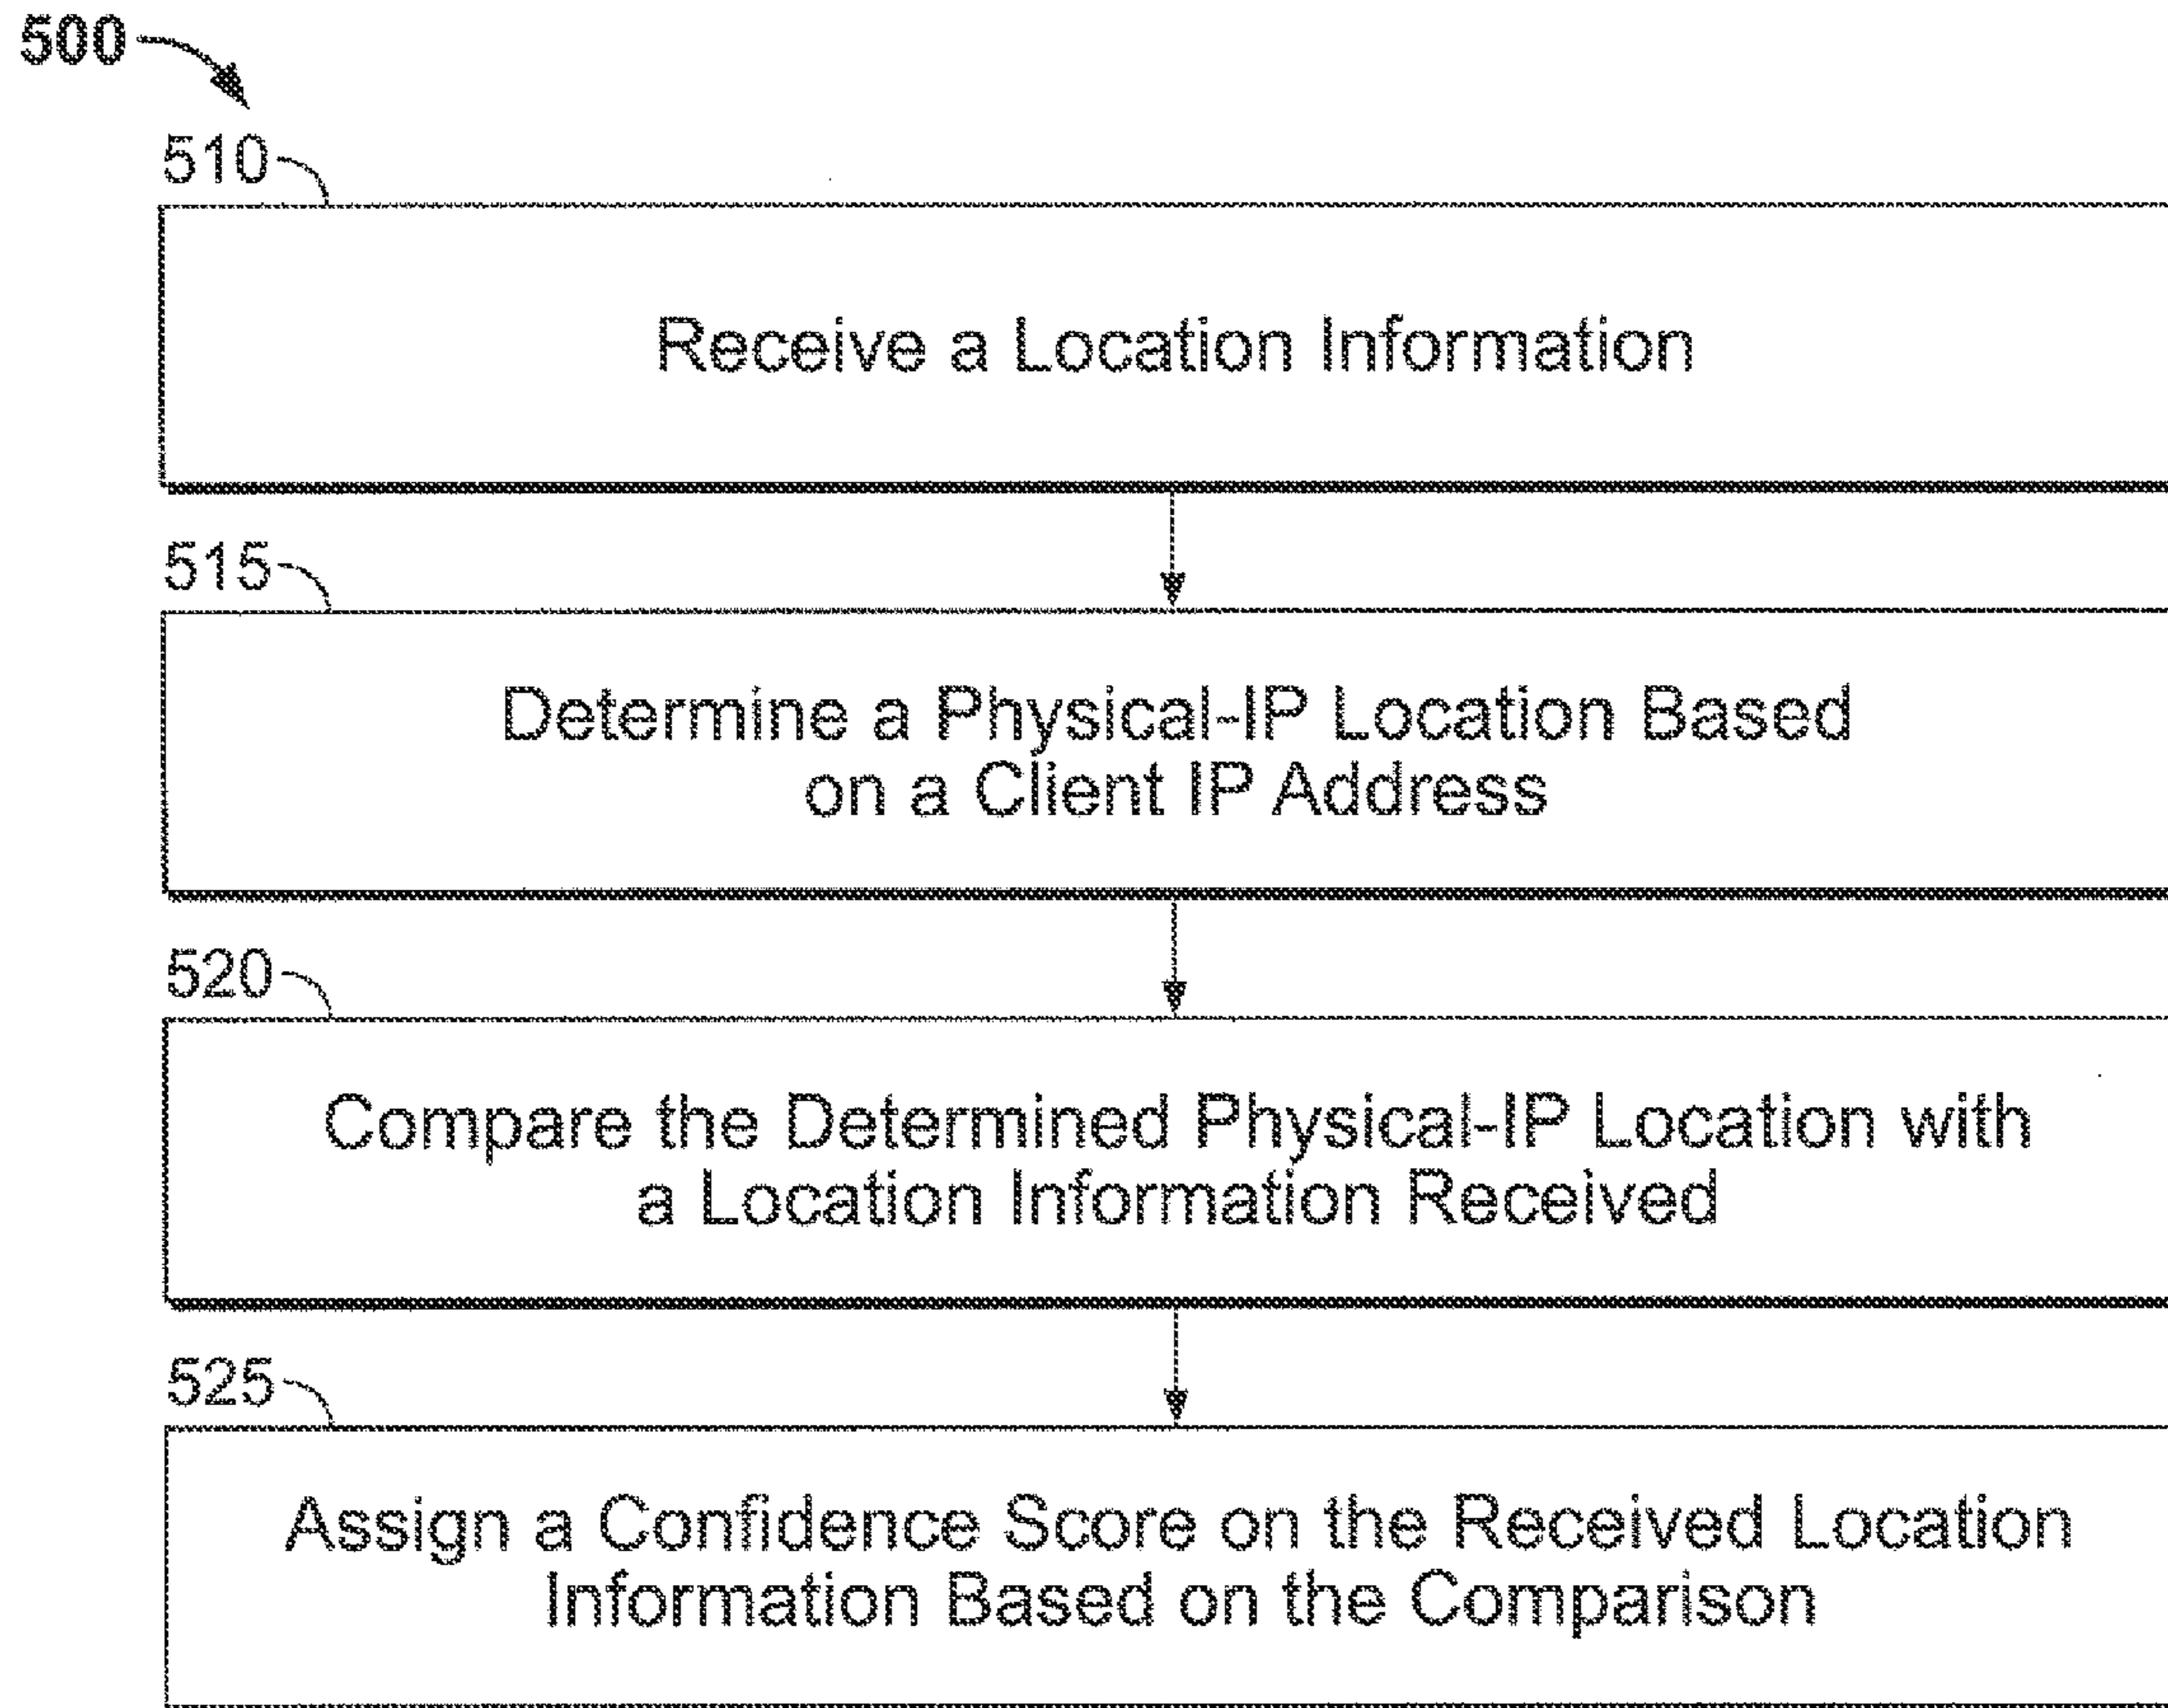 500
510
Receive a Location Information
515
Determine a Physical-IP Location Based
on a Client IP Address
520
Compare the Determined Physical-IP Location with
a Location Information Received
525
Assign a Confidence Score on the Received Location
Information Based on the Comparison